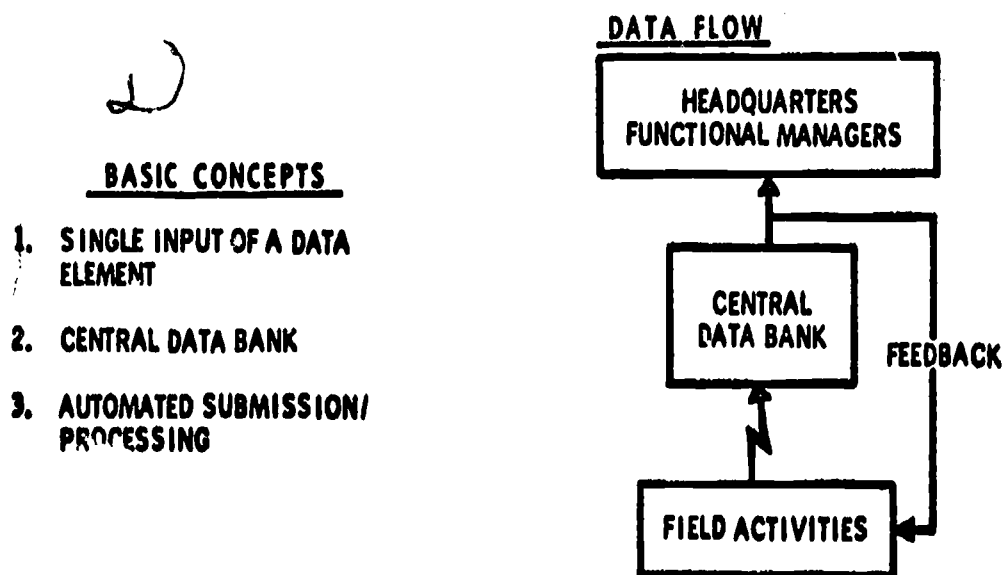 BASIC CONCEPTS
1. SINGLE INPUT OF A DATA
ELEMENT
2. CENTRAL DATA BANK
3. AUTOMATED SUBMISSION/
PROCESSING
DATA FLOW
HEADQUARTERS
FUNCTIONAL MANAGERS
CENTRAL
DATA BANK
FEEDBACK
FIELD ACTIVITIES